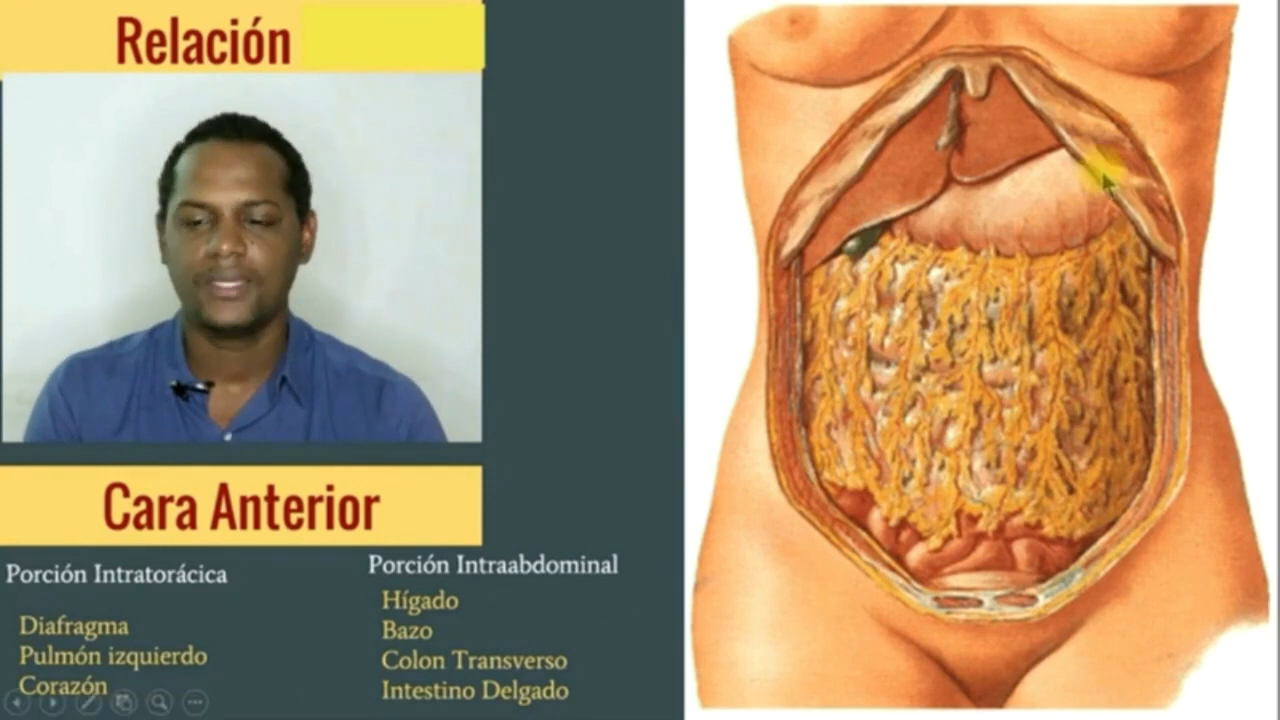 Relación
Cara Anterior
Porción Intratorácica
Diafragma
Pulmón izquierdo
Corazón
Porción Intraabdominal
Hígado
Bazo
Colon Transverso
Intestino Delgado